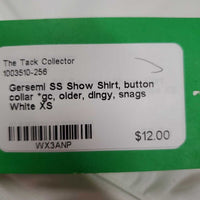 The Tack Collector
1003510-256
Gersemi SS Show Shirt, button
collar *gc, older, dingy, snags
White XS
$12.00
WX3ANP